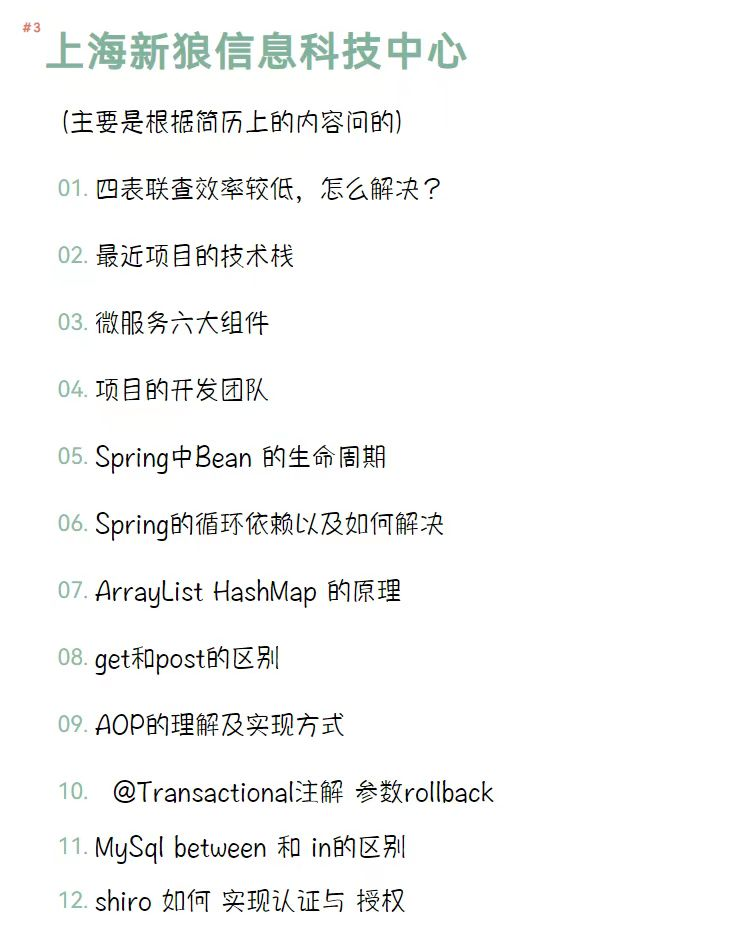 #3
上海新狼信息科技中心
(主要是根据简历上的内容问的)
01. 四表联查效率较低，怎么解决？
02. 最近项目的技术栈
03. 微服务六大组件
04. 项目的开发团队
05. Spring中Bean 的生命周期
06. Spring的循环依赖以及如何解决
07. ArrayList HashMap 的原理
08. get和post的区别
09. AOP的理解及实现方式
10. @Transactional注解 参数rollback
11. MySql between 和 in的区别
12. shiro 如何 实现认证与 授权